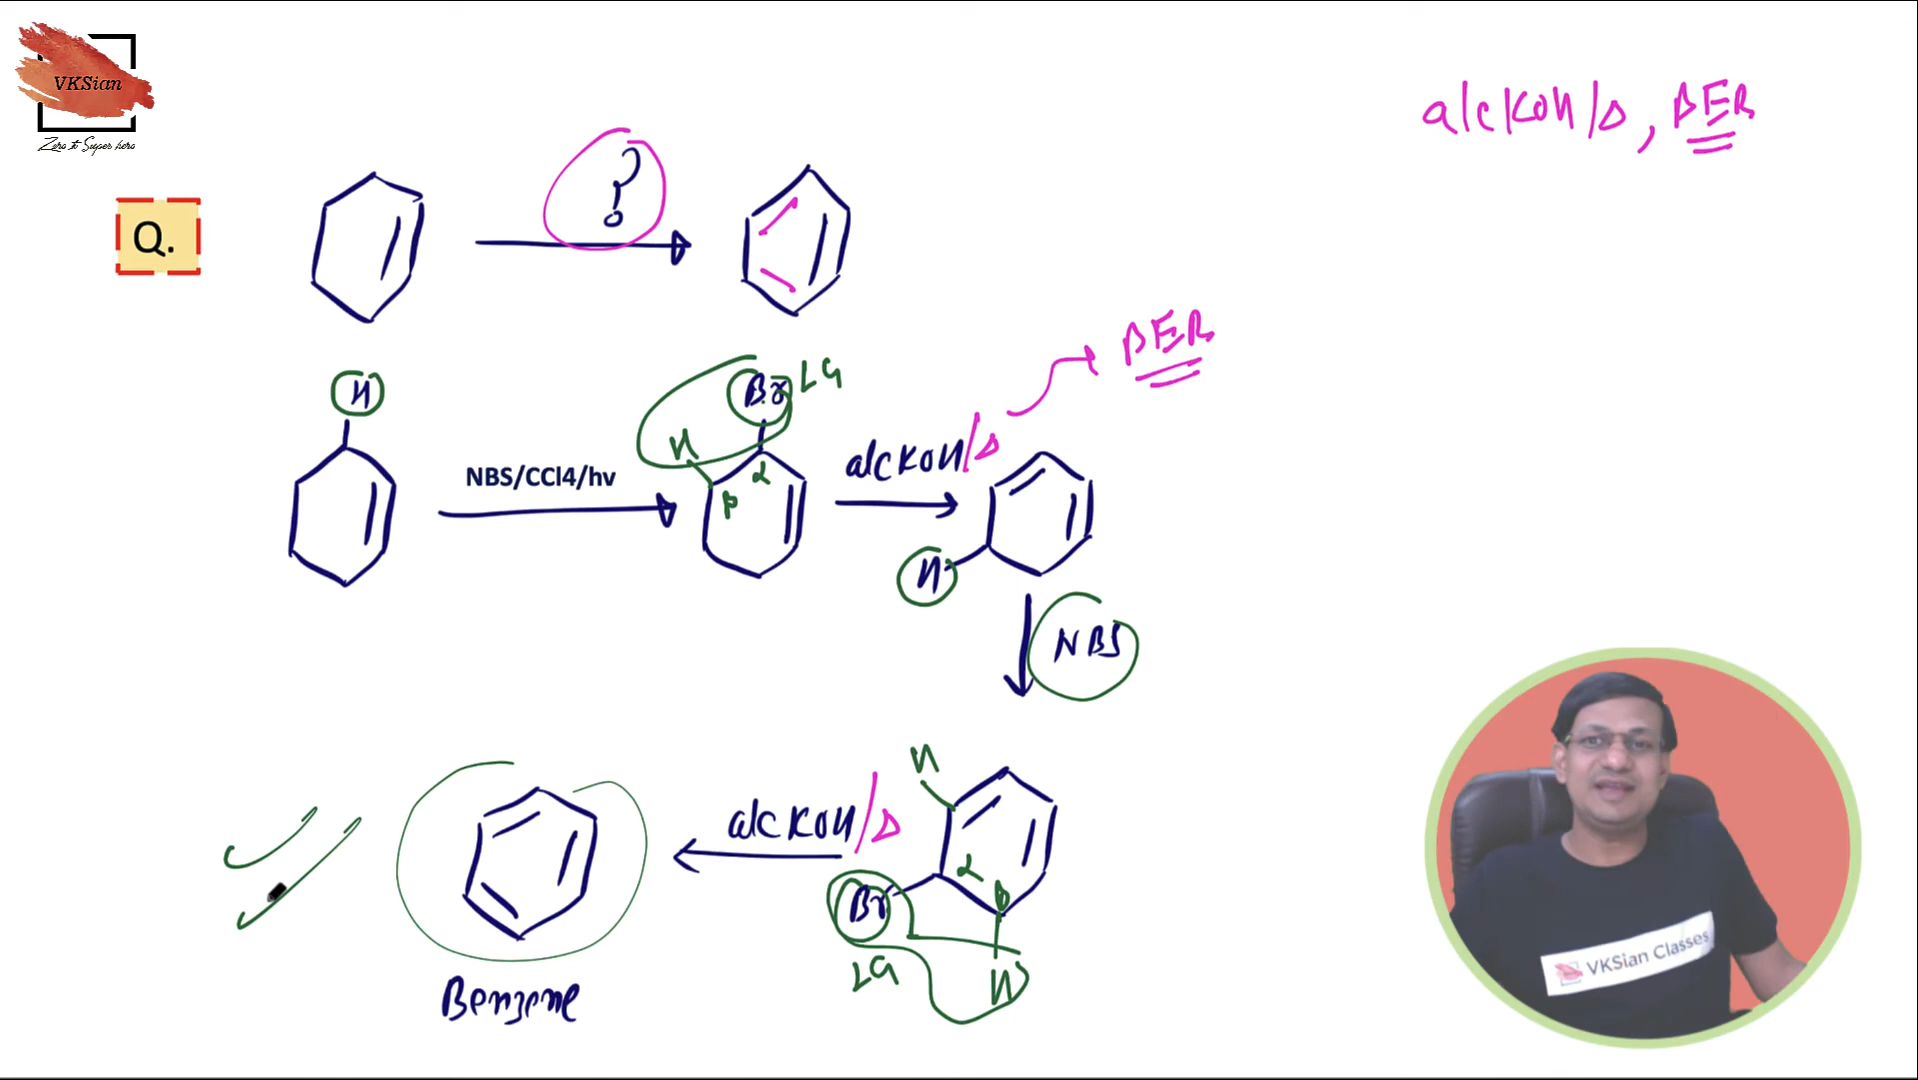 VKSian
Zero to Super hero
alcKOH/Δ, βER
?
Q.
βER
H
Br LG
H
α
β
NBS/CCl4/hv
alcKOH/Δ
H
NBS
H
alcKOH/Δ
α
β
Br
LG
H
Benzene
VKSian Classes